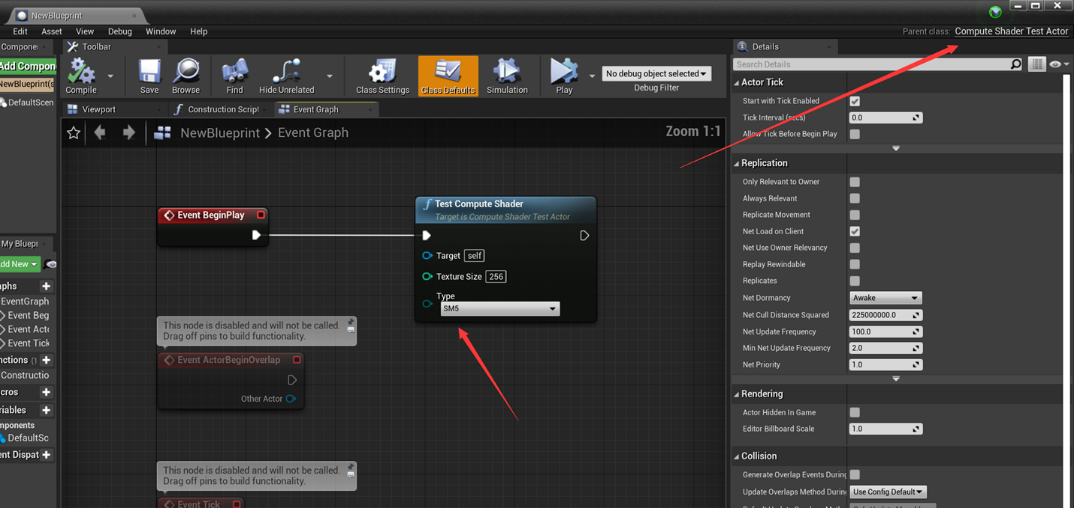 NewBlueprint
Edit Asset View Debug Window Help
Parent class: Compute Shader Test Actor
Componen
Add Compon
NewBlueprint(s
DefaultScen
Toolbar
Compile Save Browse Find Hide Unrelated Class Settings Class Defaults Simulation Play
No debug object selected
Debug Filter
Viewport Construction Script Event Graph
NewBlueprint > Event Graph
Zoom 1:1
Event BeginPlay
Test Compute Shader
Target is Compute Shader Test Actor
Target self
Texture Size 256
Type
SM5
This node is disabled and will not be called.
Drag off pins to build functionality.
Event ActorBeginOverlap
Other Actor
This node is disabled and will not be called.
Drag off pins to build functionality.
Event Tick
My Bluepr
dd New
phs
EventGraph
Event Beg
Event Acto
Event Tick
nctions
Constructio
cros
riables
mponents
DefaultSc
ent Dispat
Details
Search Details
Actor Tick
Start with Tick Enabled
Tick Interval (secs) 0.0
Allow Tick Before Begin Play
Replication
Only Relevant to Owner
Always Relevant
Replicate Movement
Net Load on Client
Net Use Owner Relevancy
Replay Rewindable
Replicates
Net Dormancy Awake
Net Cull Distance Squared 225000000.0
Net Update Frequency 100.0
Min Net Update Frequency 2.0
Net Priority 1.0
Rendering
Actor Hidden In Game
Editor Billboard Scale 1.0
Collision
Generate Overlap Events During
Update Overlaps Method During Use Config Default